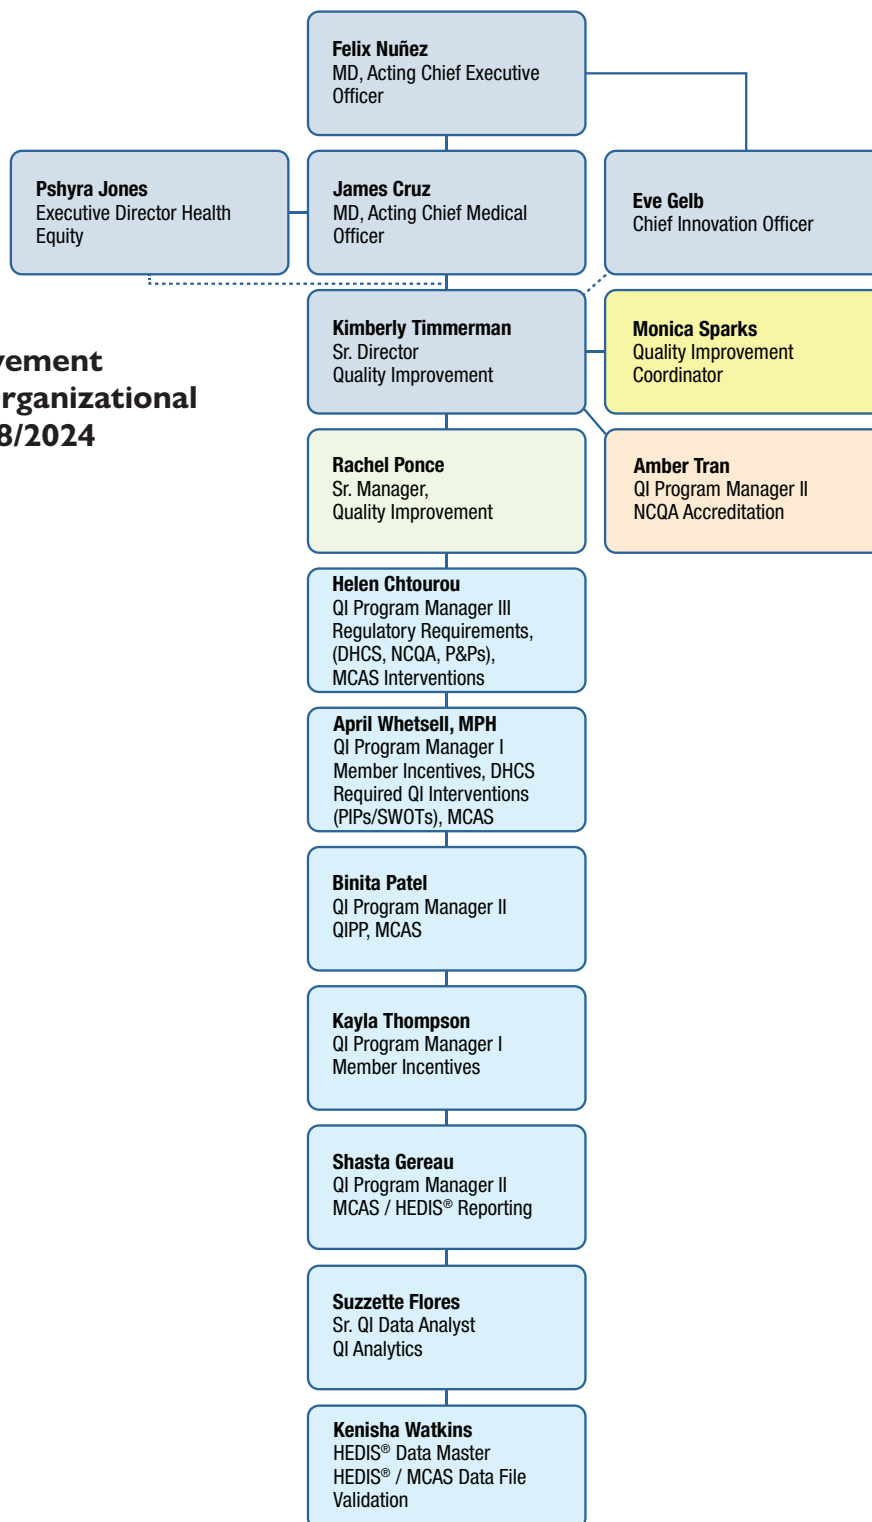 Felix Nuñez
MD, Acting Chief Executive
Officer
Pshyra Jones
Executive Director Health
Equity
James Cruz
MD, Acting Chief Medical
Officer
Eve Gelb
Chief Innovation Officer
Kimberly Timmerman
Sr. Director
Quality Improvement
Monica Sparks
Quality Improvement
Coordinator
vement
rganizational
8/2024
Rachel Ponce
Sr. Manager,
Quality Improvement
Amber Tran
QI Program Manager II
NCQA Accreditation
Helen Chtourou
QI Program Manager III
Regulatory Requirements,
(DHCS, NCQA, P&Ps),
MCAS Interventions
April Whetsell, MPH
QI Program Manager I
Member Incentives, DHCS
Required QI Interventions
(PIPs/SWOTs), MCAS
Binita Patel
QI Program Manager II
QIPP, MCAS
Kayla Thompson
QI Program Manager I
Member Incentives
Shasta Gereau
QI Program Manager II
MCAS / HEDIS® Reporting
Suzzette Flores
Sr. QI Data Analyst
QI Analytics
Kenisha Watkins
HEDIS® Data Master
HEDIS® / MCAS Data File
Validation